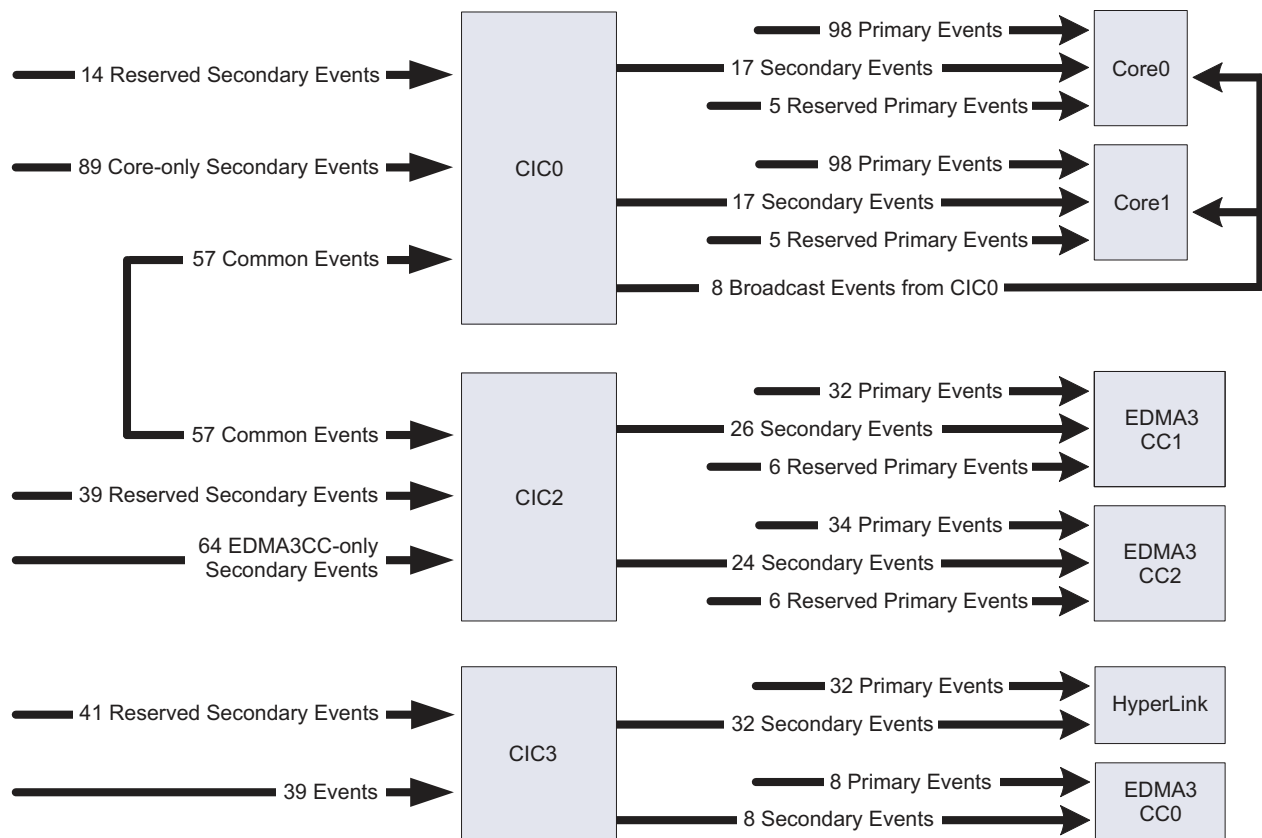 98 Primary Events
14 Reserved Secondary Events
17 Secondary Events
Core0
5 Reserved Primary Events
89 Core-only Secondary Events
CIC0
98 Primary Events
17 Secondary Events
Core1
5 Reserved Primary Events
57 Common Events
8 Broadcast Events from CIC0
32 Primary Events
57 Common Events
26 Secondary Events
EDMA3
CC1
6 Reserved Primary Events
39 Reserved Secondary Events
CIC2
34 Primary Events
64 EDMA3CC-only
Secondary Events
24 Secondary Events
EDMA3
CC2
6 Reserved Primary Events
32 Primary Events
41 Reserved Secondary Events
32 Secondary Events
HyperLink
CIC3
39 Events
8 Primary Events
8 Secondary Events
EDMA3
CC0